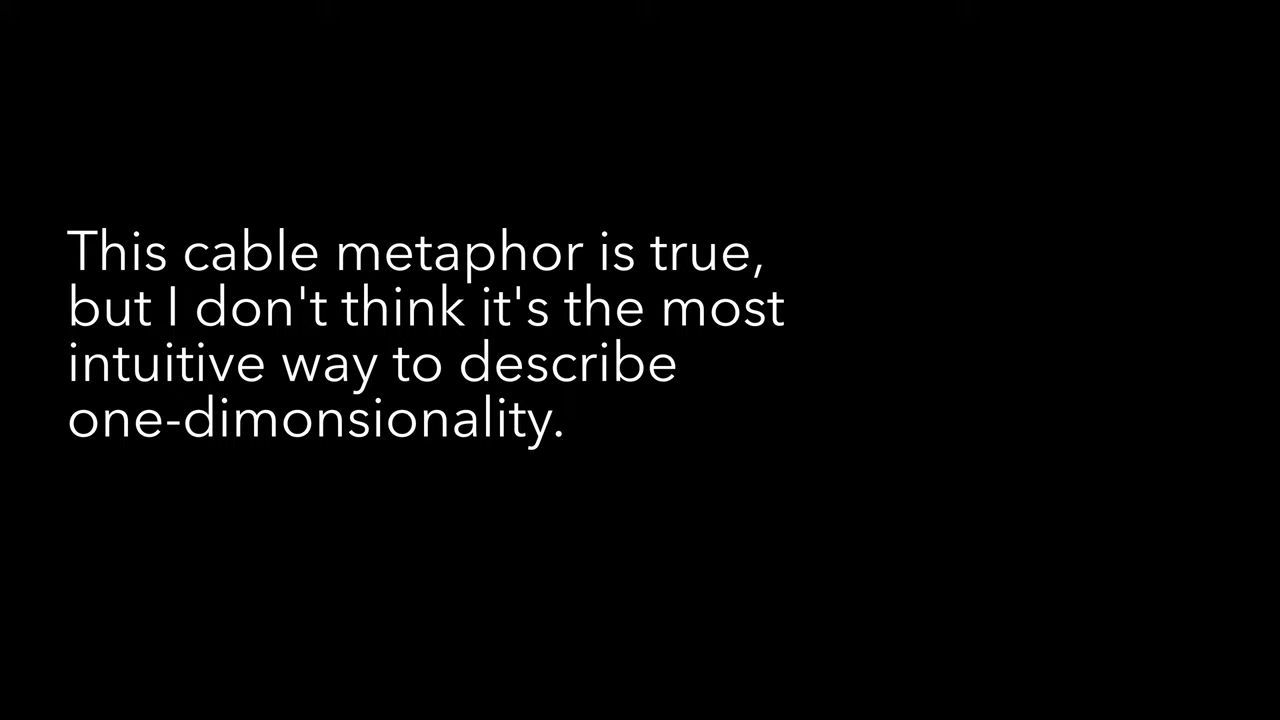 This cable metaphor is true,
but I don't think it's the most
intuitive way to describe
one-dimonsionality.